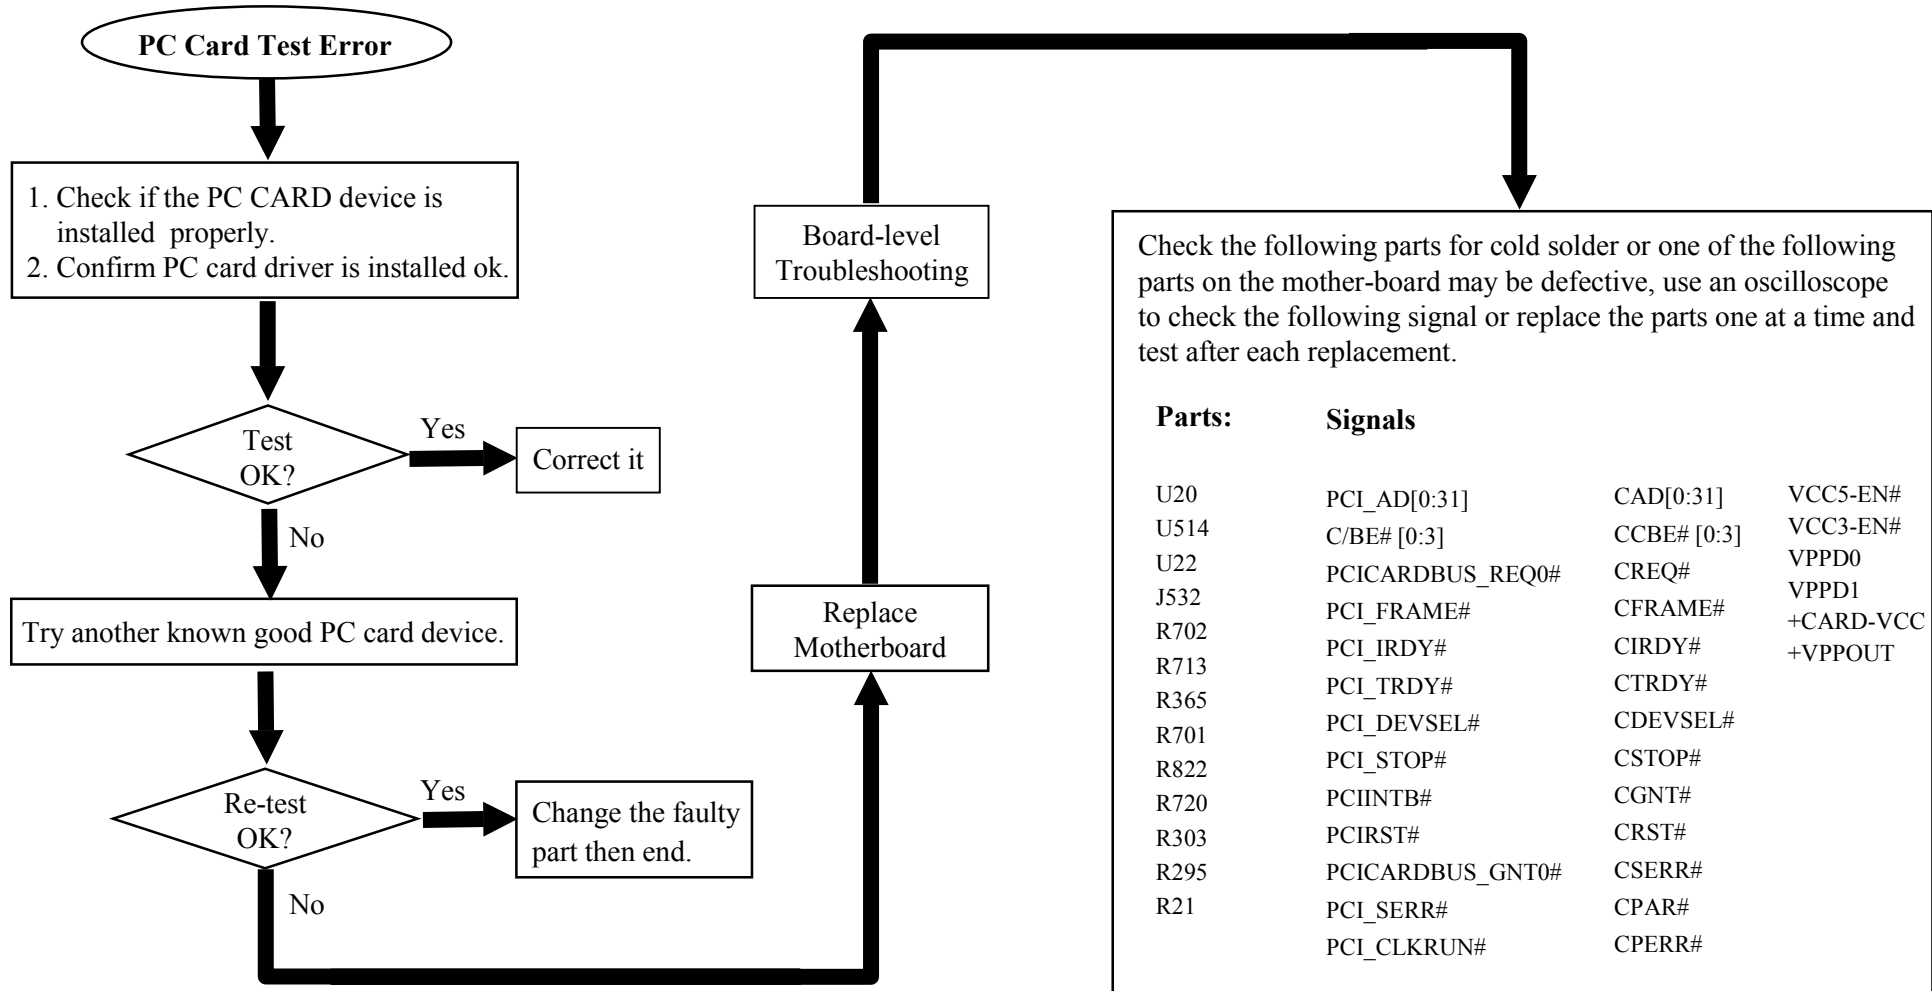 PC Card Test Error
1. Check if the PC CARD device is
installed properly.
2. Confirm PC card driver is installed ok.
Test
OK?
Yes
Correct it
No
Try another known good PC card device.
Re-test
OK?
Yes
Change the faulty
part then end.
No
Replace
Motherboard
Board-level
Troubleshooting
Check the following parts for cold solder or one of the following
parts on the mother-board may be defective, use an oscilloscope
to check the following signal or replace the parts one at a time and
test after each replacement.
Parts:
U20
U514
U22
J532
R702
R713
R365
R701
R822
R720
R303
R295
R21
Signals
PCI_AD[0:31]
C/BE# [0:3]
PCICARDBUS_REQ0#
PCI_FRAME#
PCI_IRDY#
PCI_TRDY#
PCI_DEVSEL#
PCI_STOP#
PCIINTB#
PCIRST#
PCICARDBUS_GNT0#
PCI_SERR#
PCI_CLKRUN#
CAD[0:31]
CCBE# [0:3]
CREQ#
CFRAME#
CIRDY#
CTRDY#
CDEVSEL#
CSTOP#
CGNT#
CRST#
CSERR#
CPAR#
CPERR#
VCC5-EN#
VCC3-EN#
VPPD0
VPPD1
+CARD-VCC
+VPPOUT